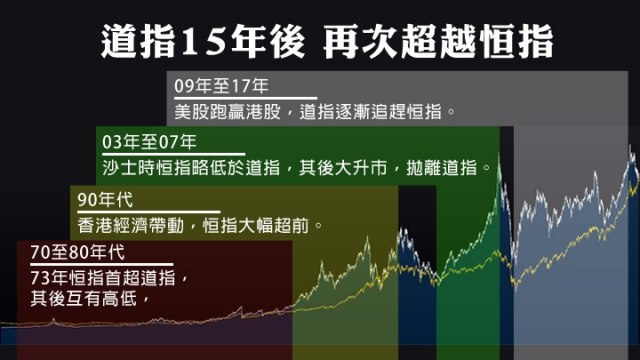 道指15年後 再次超越恒指
09年至17年
美股跑贏港股，道指逐漸追趕恒指。
03年至07年
沙士時恒指略低於道指，其後大升市，拋離道指。
90年代
香港經濟帶動，恒指大幅超前。
70至80年代
73年恒指首超道指，
其後互有高低，